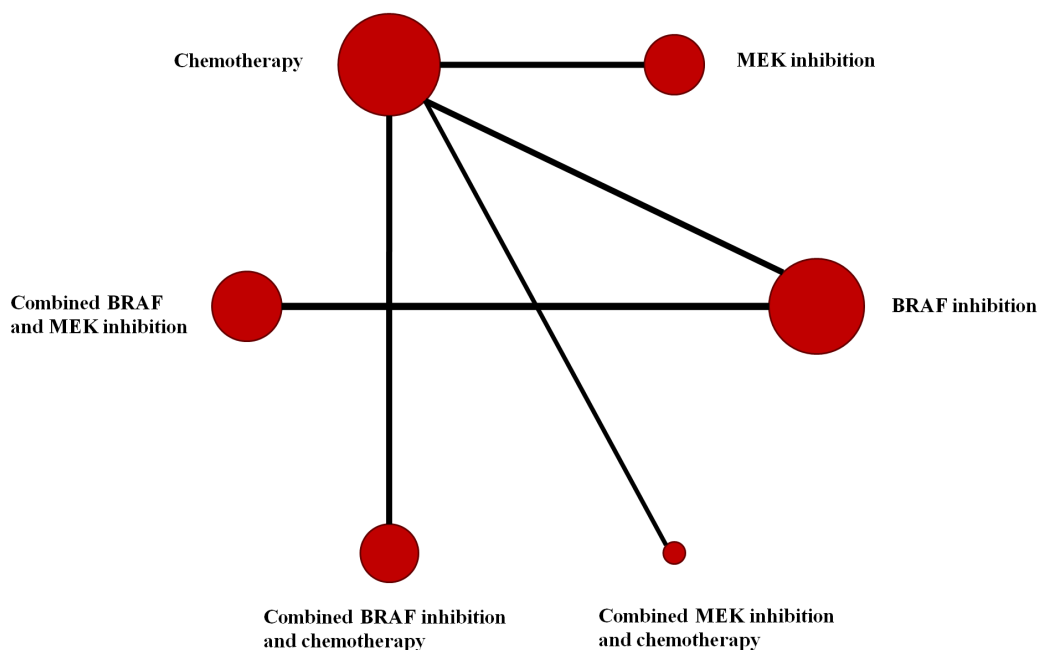 Chemotherapy
MEK inhibition
Combined BRAF
and MEK inhibition
BRAF inhibition
Combined BRAF inhibition
and chemotherapy
Combined MEK inhibition
and chemotherapy